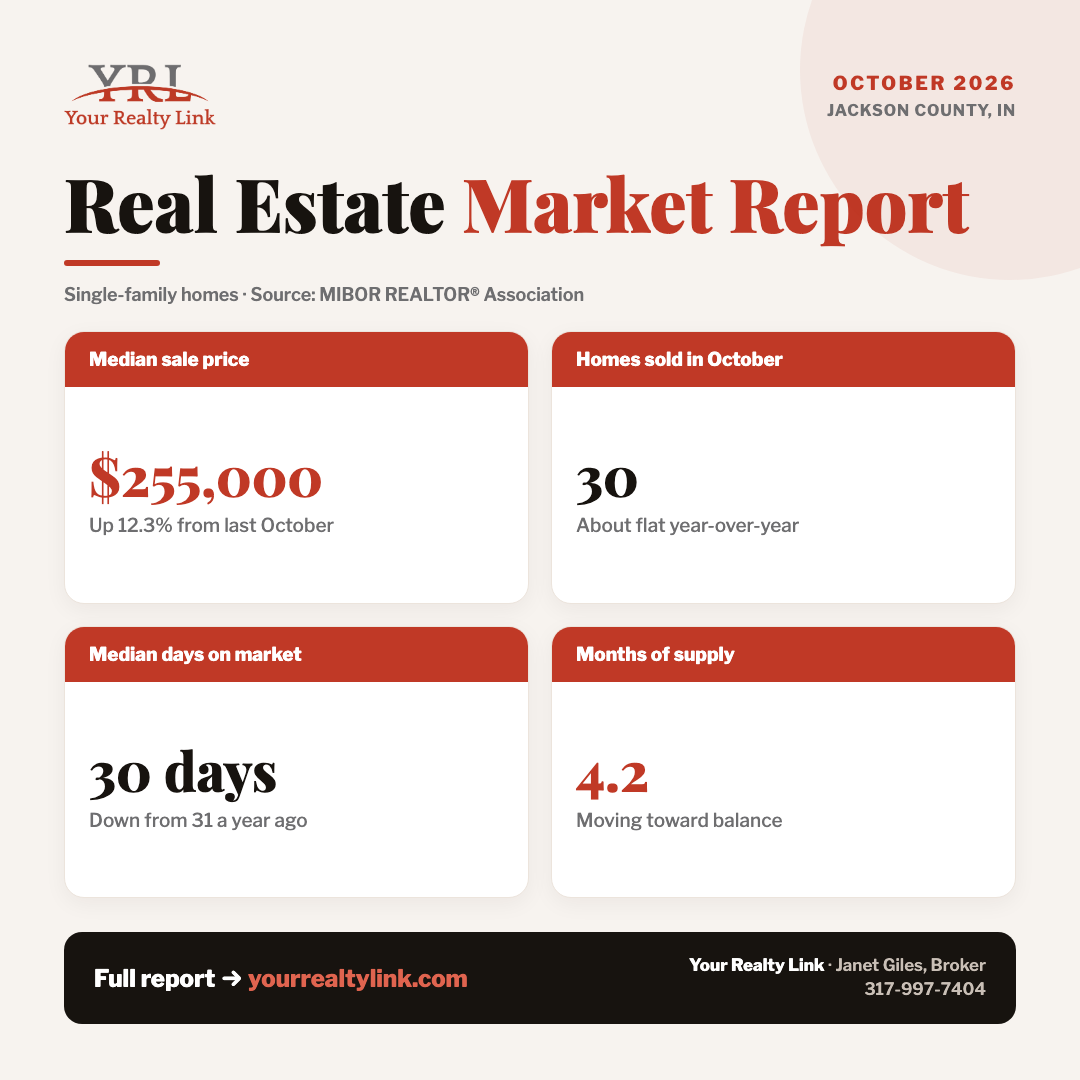 YRL
Your Realty Link
OCTOBER 2026
JACKSON COUNTY, IN
Real Estate Market Report
Single-family homes · Source: MIBOR REALTOR® Association
Median sale price
$255,000
Up 12.3% from last October
Homes sold in October
30
About flat year-over-year
Median days on market
30 days
Down from 31 a year ago
Months of supply
4.2
Moving toward balance
Full report → yourrealtylink.com
Your Realty Link · Janet Giles, Broker
317-997-7404